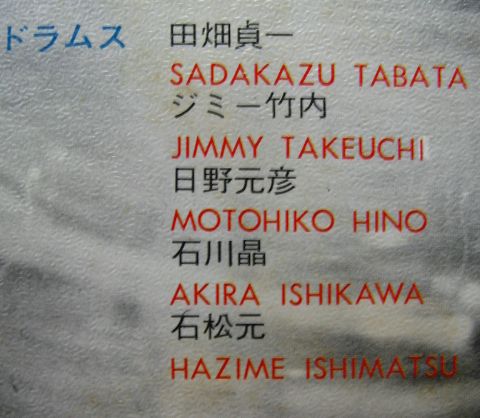 ドラムス 田畑貞一
SADAKAZU TABATA
ジミー竹内
JIMMY TAKEUCHI
日野元彦
MOTOHIKO HINO
石川晶
AKIRA ISHIKAWA
石松元
HAZIME ISHIMATSU